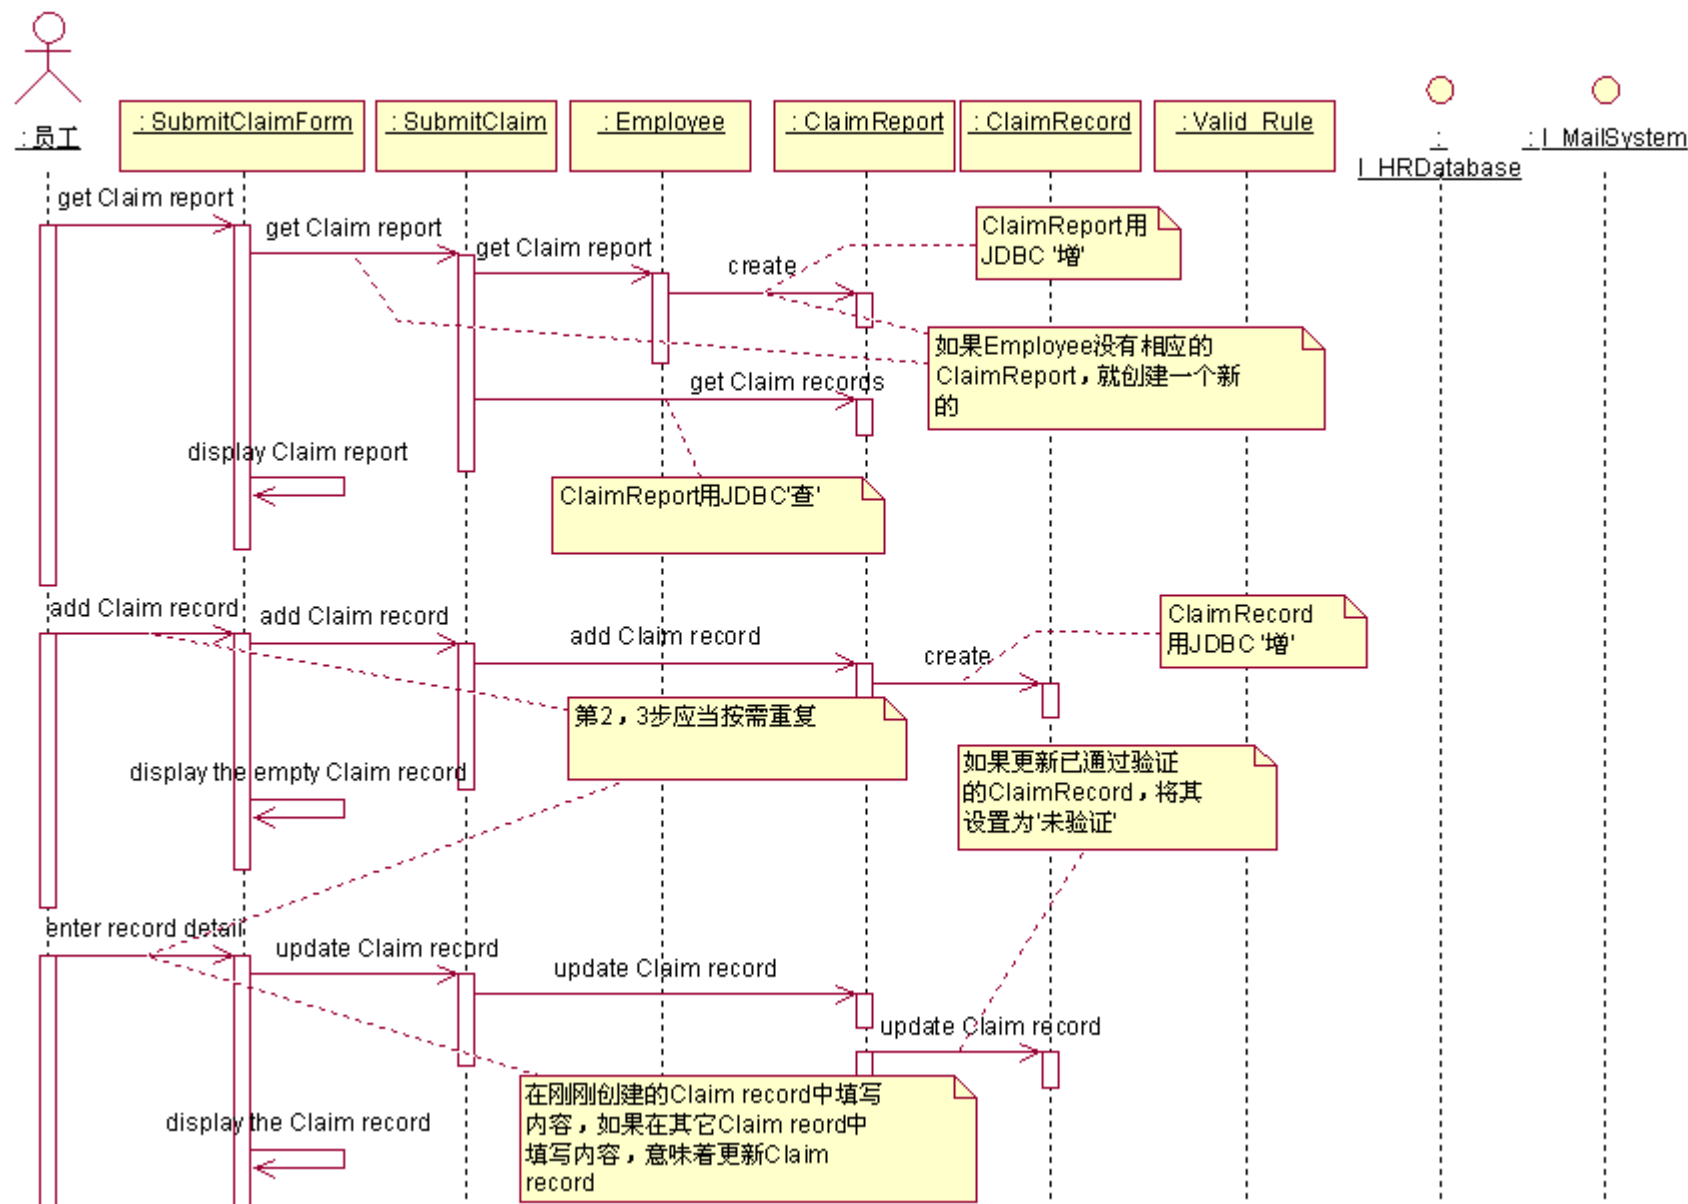 : 员工
: SubmitClaimForm
: SubmitClaim
: Employee
: ClaimReport
: ClaimRecord
: Valid_Rule
:
I_HRDatabase
: I_MailSystem
get Claim report
get Claim report
get Claim report
create
ClaimReport用
JDBC '增'
如果Employee没有相应的
ClaimReport，就创建一个新
的
get Claim records
display Claim report
ClaimReport用JDBC'查'
add Claim record
add Claim record
add Claim record
create
ClaimRecord
用JDBC '增'
第2，3步应当按需重复
display the empty Claim record
如果更新已通过验证
的ClaimRecord，将其
设置为'未验证'
enter record detail
update Claim record
update Claim record
update Claim record
在刚刚创建的Claim record中填写
内容，如果在其它Claim reord中
填写内容，意味着更新Claim
record
display the Claim record